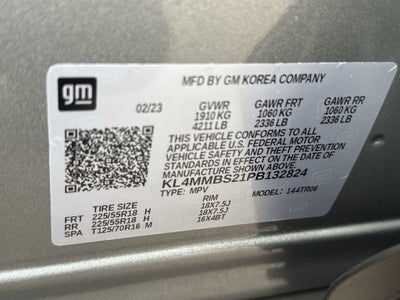 gm
MFD BY GM KOREA COMPANY
02/23 GVWR GAWR FRT GAWR RR
1910 KG 1060 KG 1060 KG
4211 LB 2336 LB 2336 LB
THIS VEHICLE CONFORMS TO ALL
APPLICABLE U.S. FEDERAL MOTOR
VEHICLE SAFETY AND THEFT PREVENTION
STANDARDS IN EFFECT ON THE DATE OF
MANUFACTURE SHOWN ABOVE.
KL4MMBS21PB132824
TYPE: MPV MODEL: 144TR06
TIRE SIZE RIM
FRT 225/55R18 H 18X7.5J
RR 225/55R18 H 18X7.5J
SPA T125/70R16 M 16X4BT